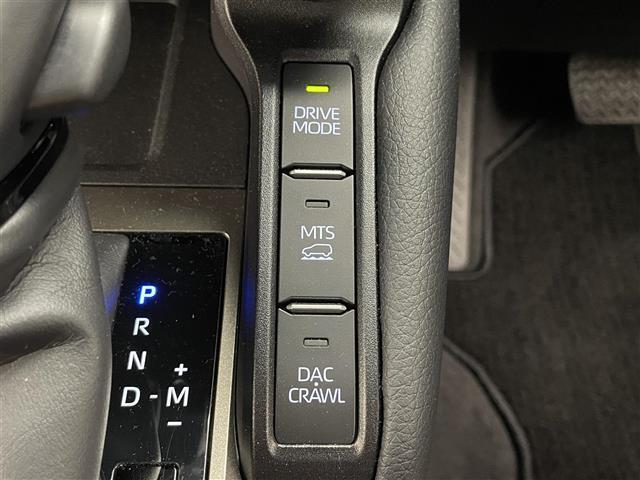 DRIVE
MODE
MTS
DAC
·CRAWL
P
R
N
D-M
+
-